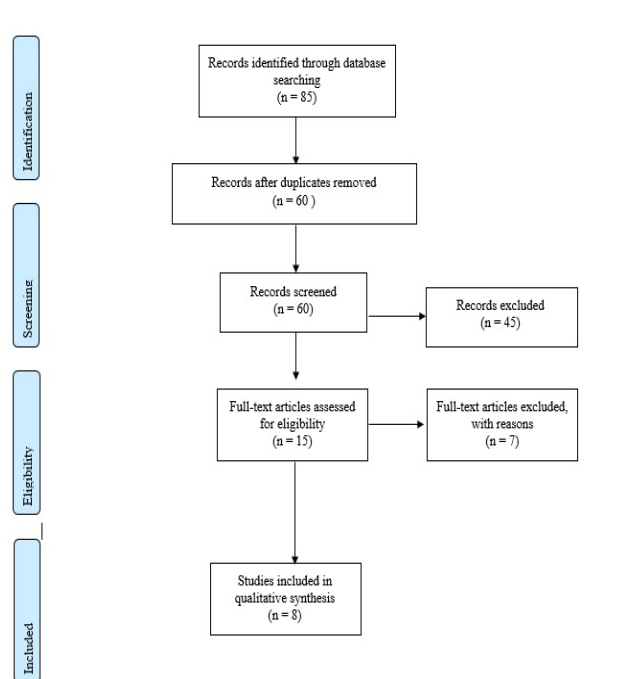 Identification
Records identified through database
searching
(n = 85)
Records after duplicates removed
(n = 60 )
Screening
Records screened
(n = 60)
Records excluded
(n = 45)
Eligibility
Full-text articles assessed
for eligibility
(n = 15)
Full-text articles excluded,
with reasons
(n = 7)
Included
Studies included in
qualitative synthesis
(n = 8)